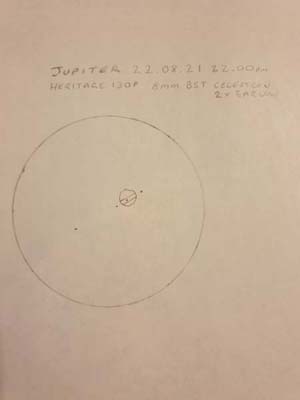 JUPITER 22.08.21 22.00pm
HERITAGE 130P 8mm BST CELESTRON
2x BARLOW